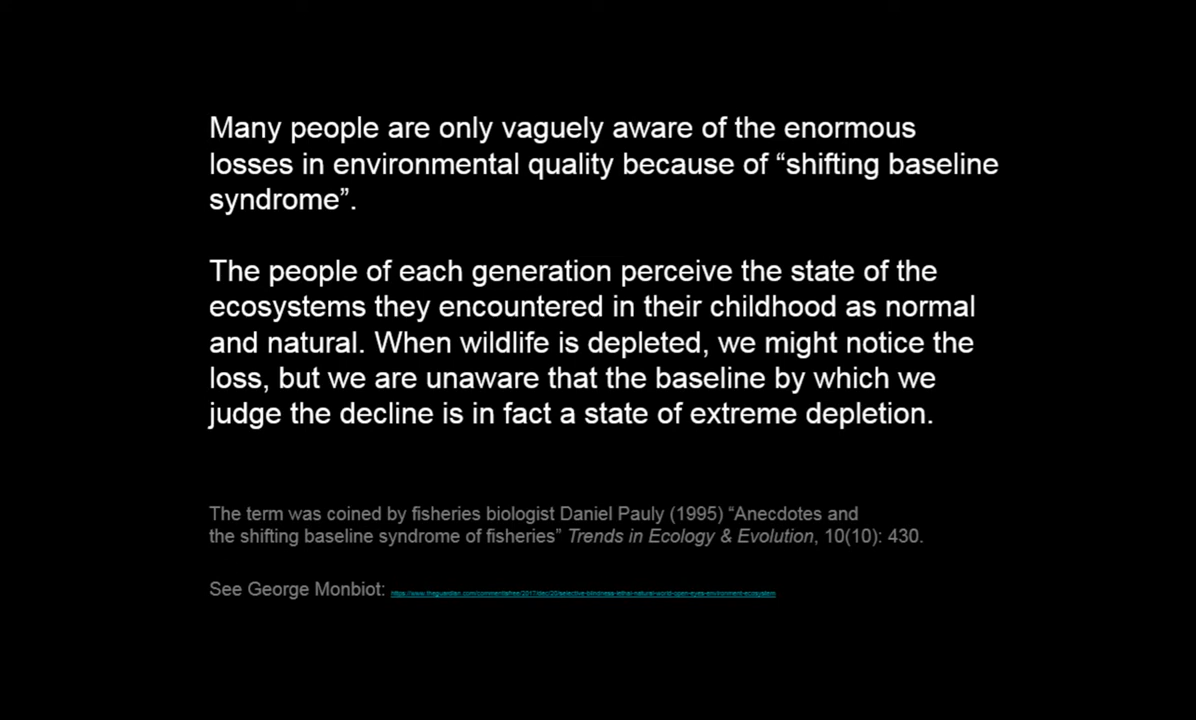 Many people are only vaguely aware of the enormous
losses in environmental quality because of “shifting baseline
syndrome”.
The people of each generation perceive the state of the
ecosystems they encountered in their childhood as normal
and natural. When wildlife is depleted, we might notice the
loss, but we are unaware that the baseline by which we
judge the decline is in fact a state of extreme depletion.
The term was coined by fisheries biologist Daniel Pauly (1995) “Anecdotes and
the shifting baseline syndrome of fisheries” Trends in Ecology & Evolution, 10(10): 430.
See George Monbiot: